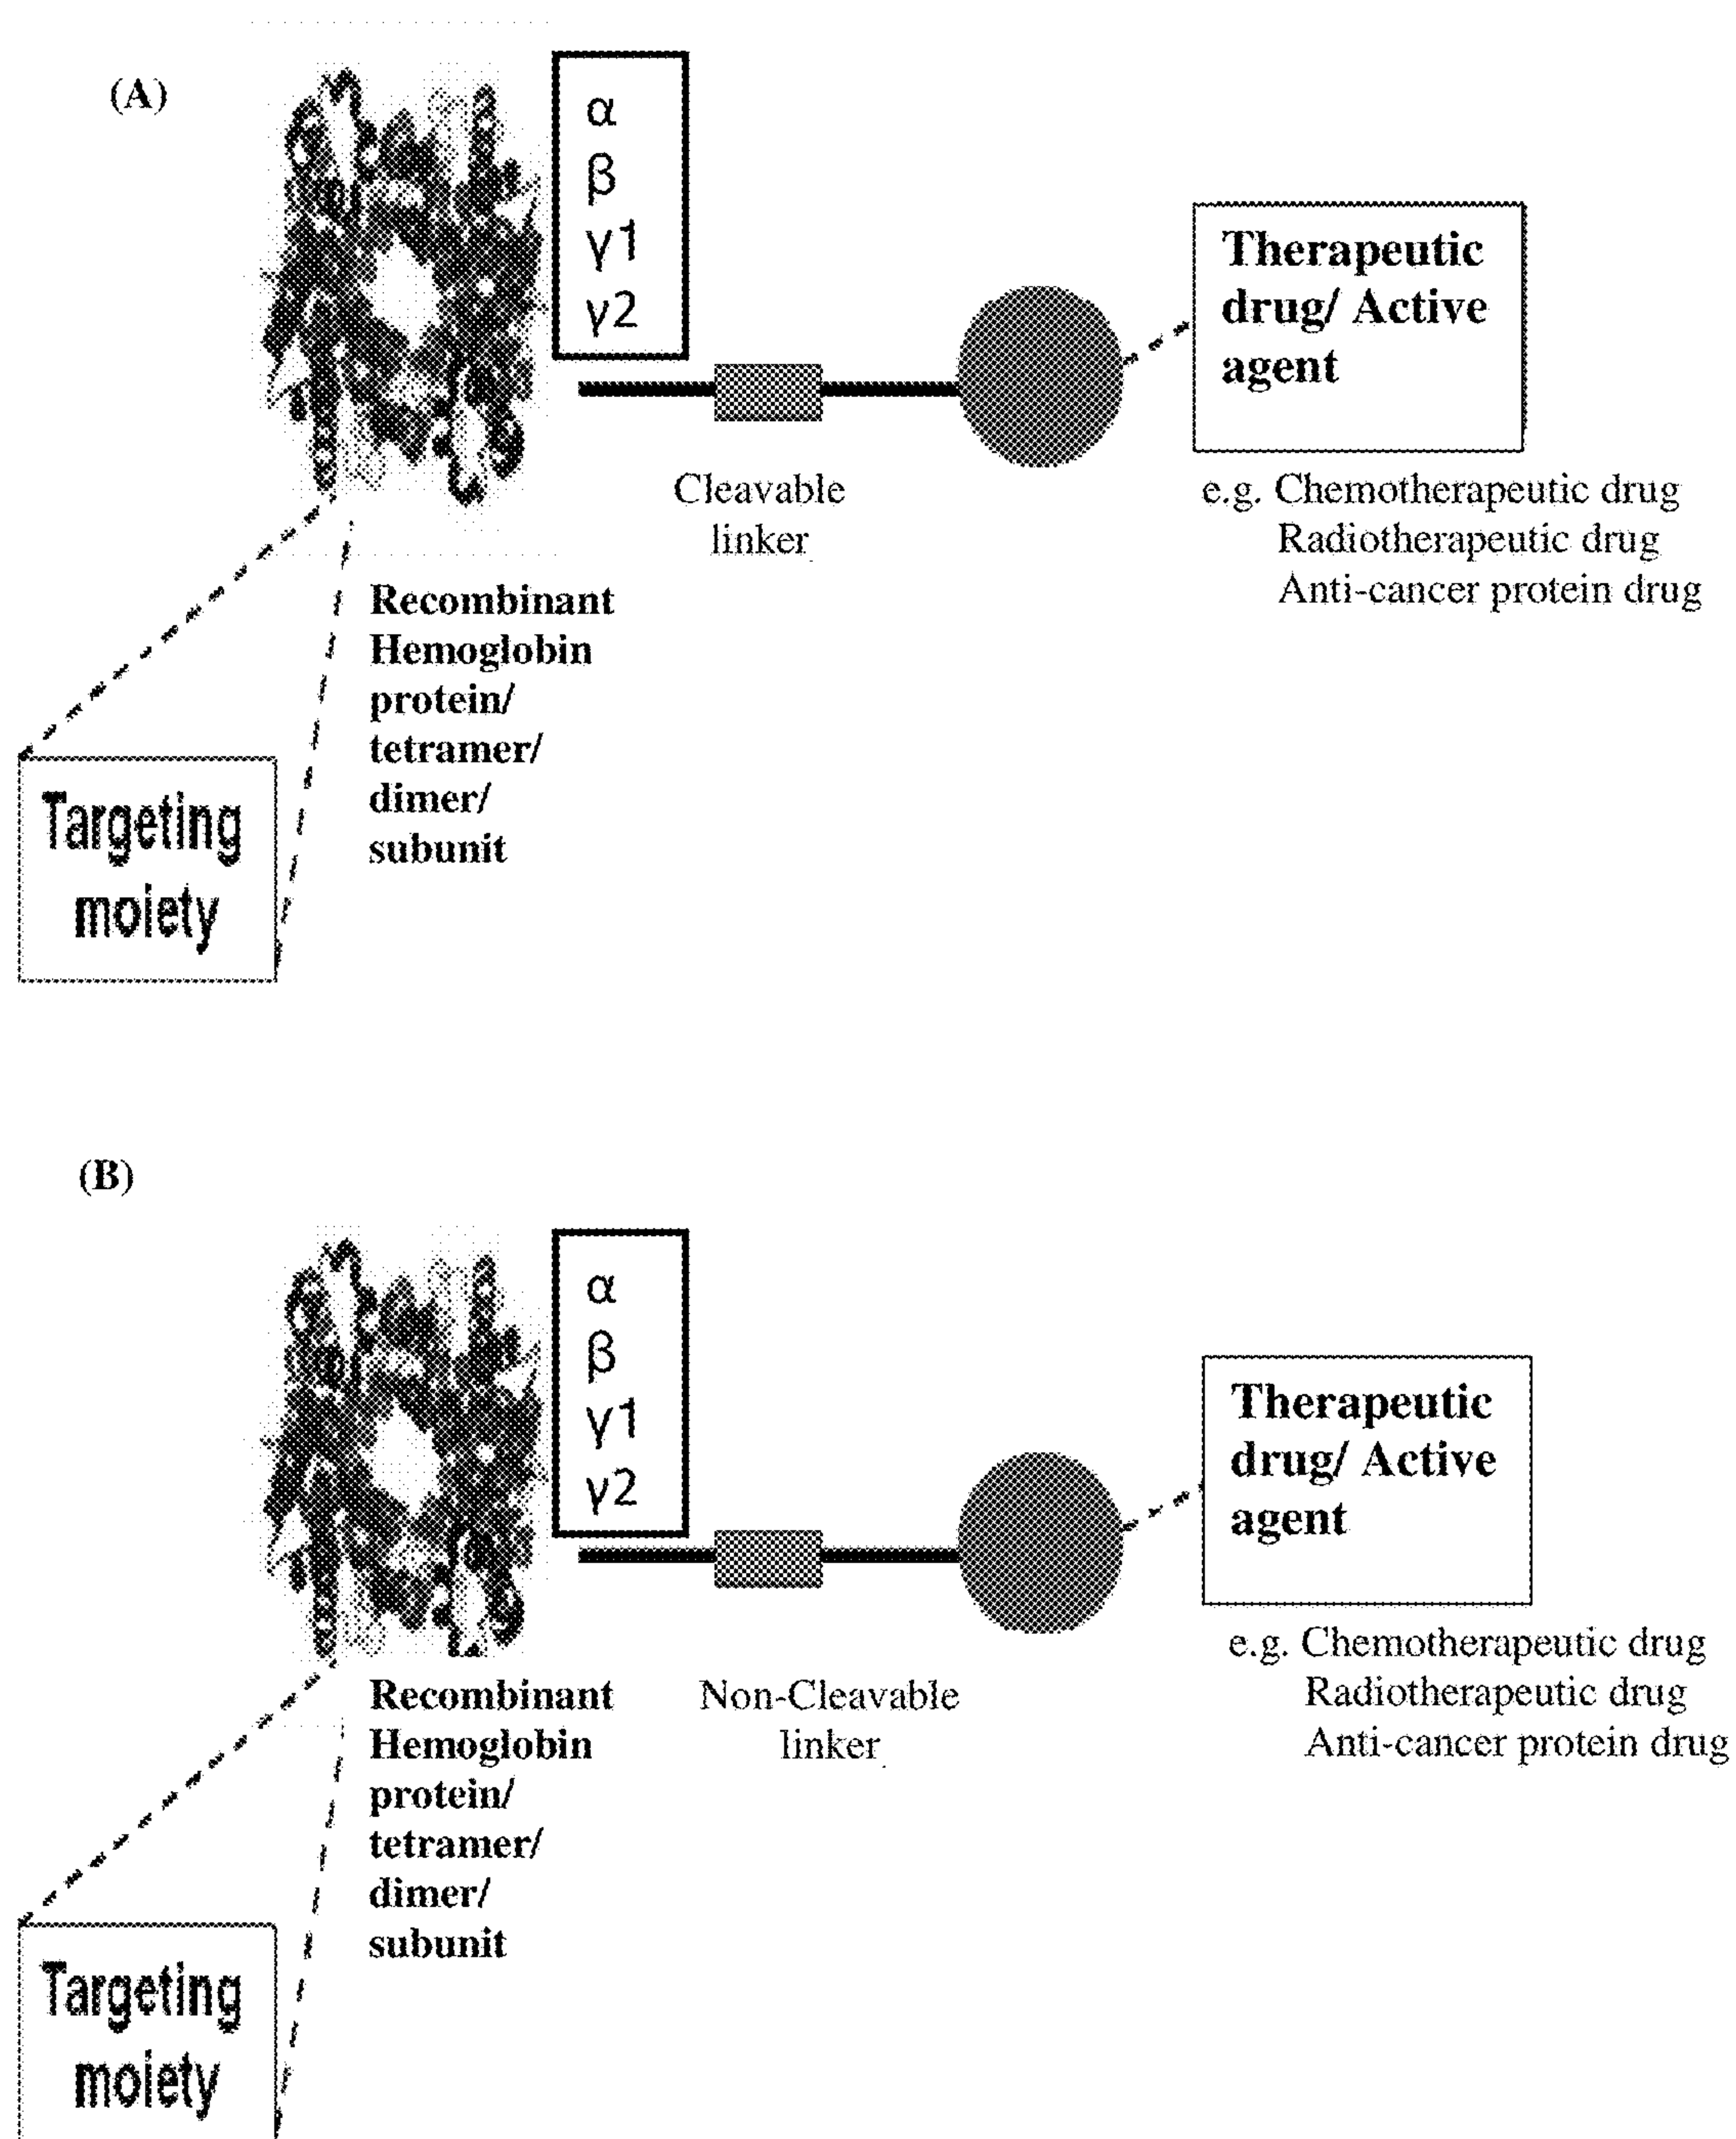 (A)
α
β
γ1
γ2
Therapeutic
drug/ Active
agent
Cleavable
linker
e.g. Chemotherapeutic drug
Radiotherapeutic drug
Anti-cancer protein drug
Recombinant
Hemoglobin
protein/
tetramer/
dimer/
subunit
Targeting
moiety
(B)
α
β
γ1
γ2
Therapeutic
drug/ Active
agent
e.g. Chemotherapeutic drug
Radiotherapeutic drug
Anti-cancer protein drug
Non-Cleavable
linker
Recombinant
Hemoglobin
protein/
tetramer/
dimer/
subunit
Targeting
moiety